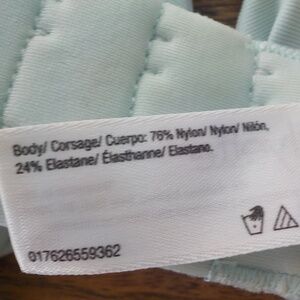 Body/ Corsage/ Cuerpo: 76% Nylon/ Nylon/ Nilón,
24% Elastane/ Élasthanne/ Elastano.
017626559362